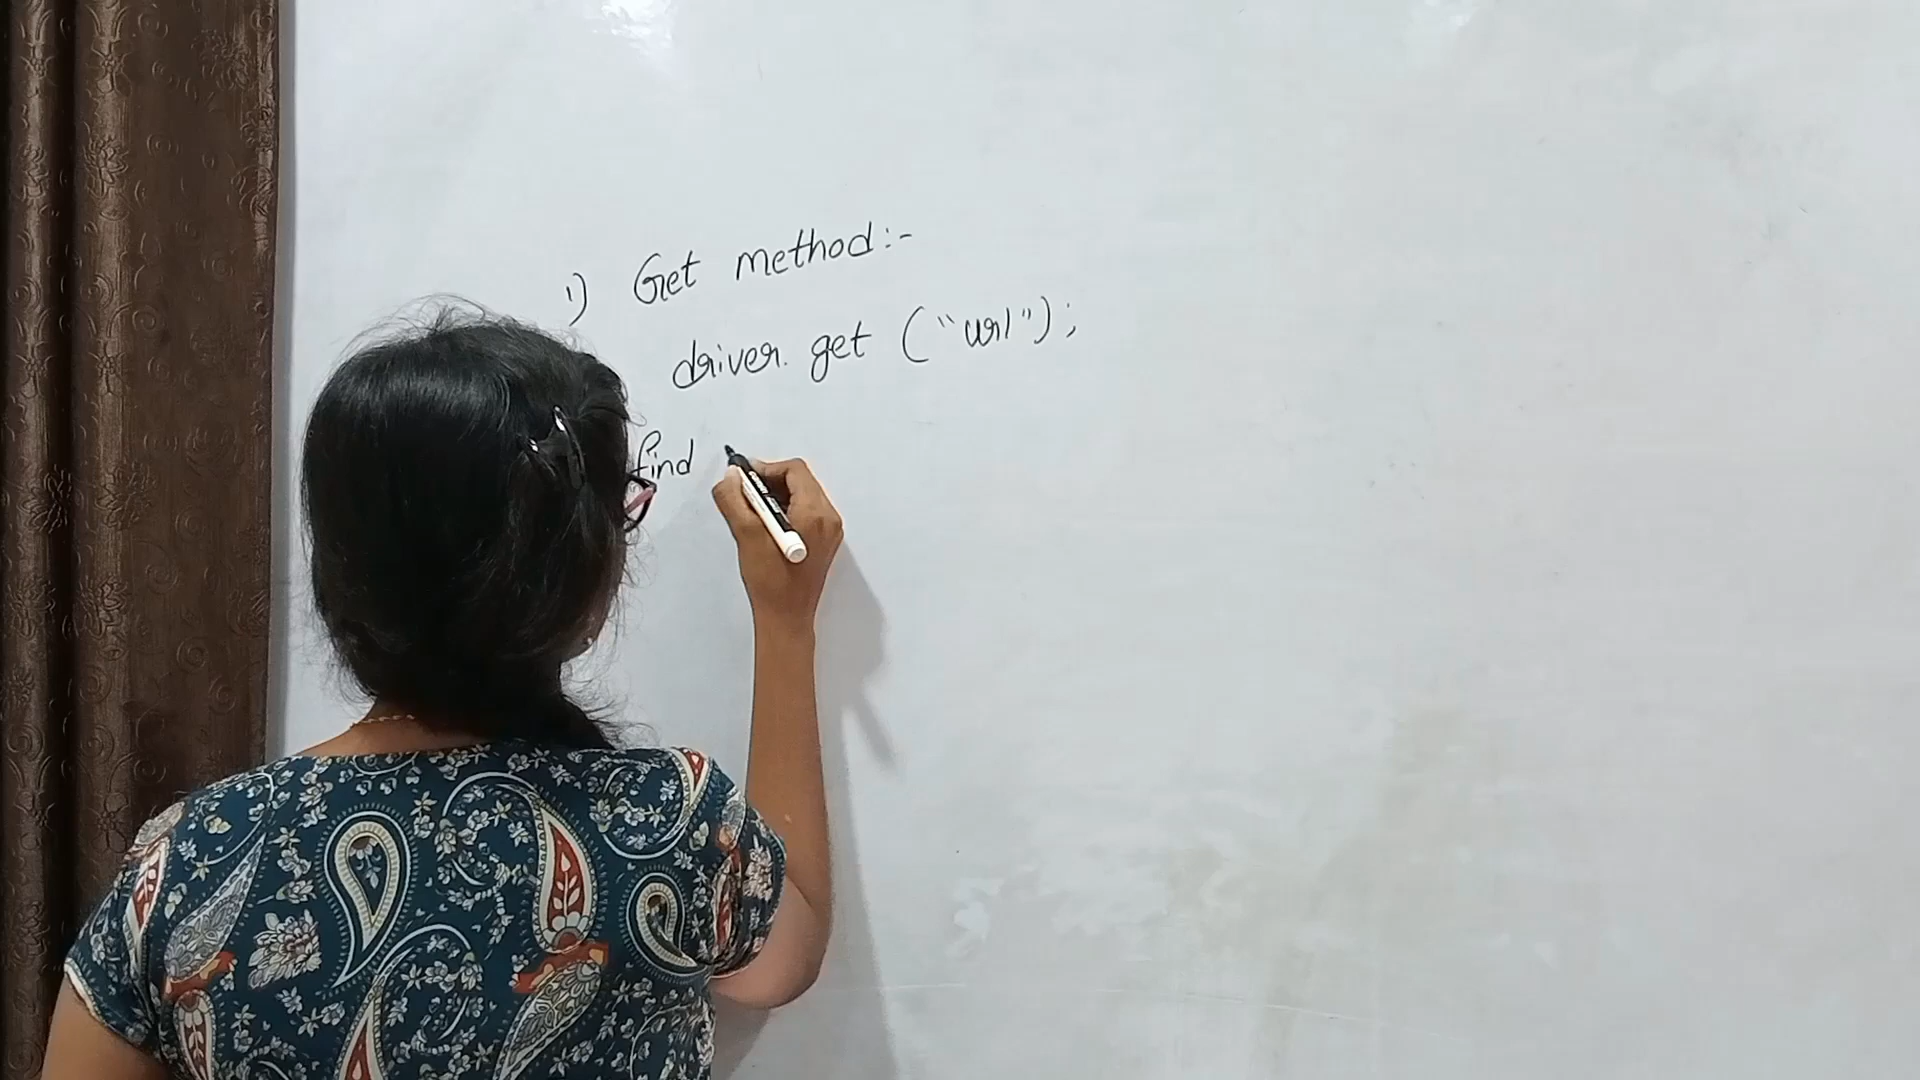 1) Get method:-
driver. get ("url");
find